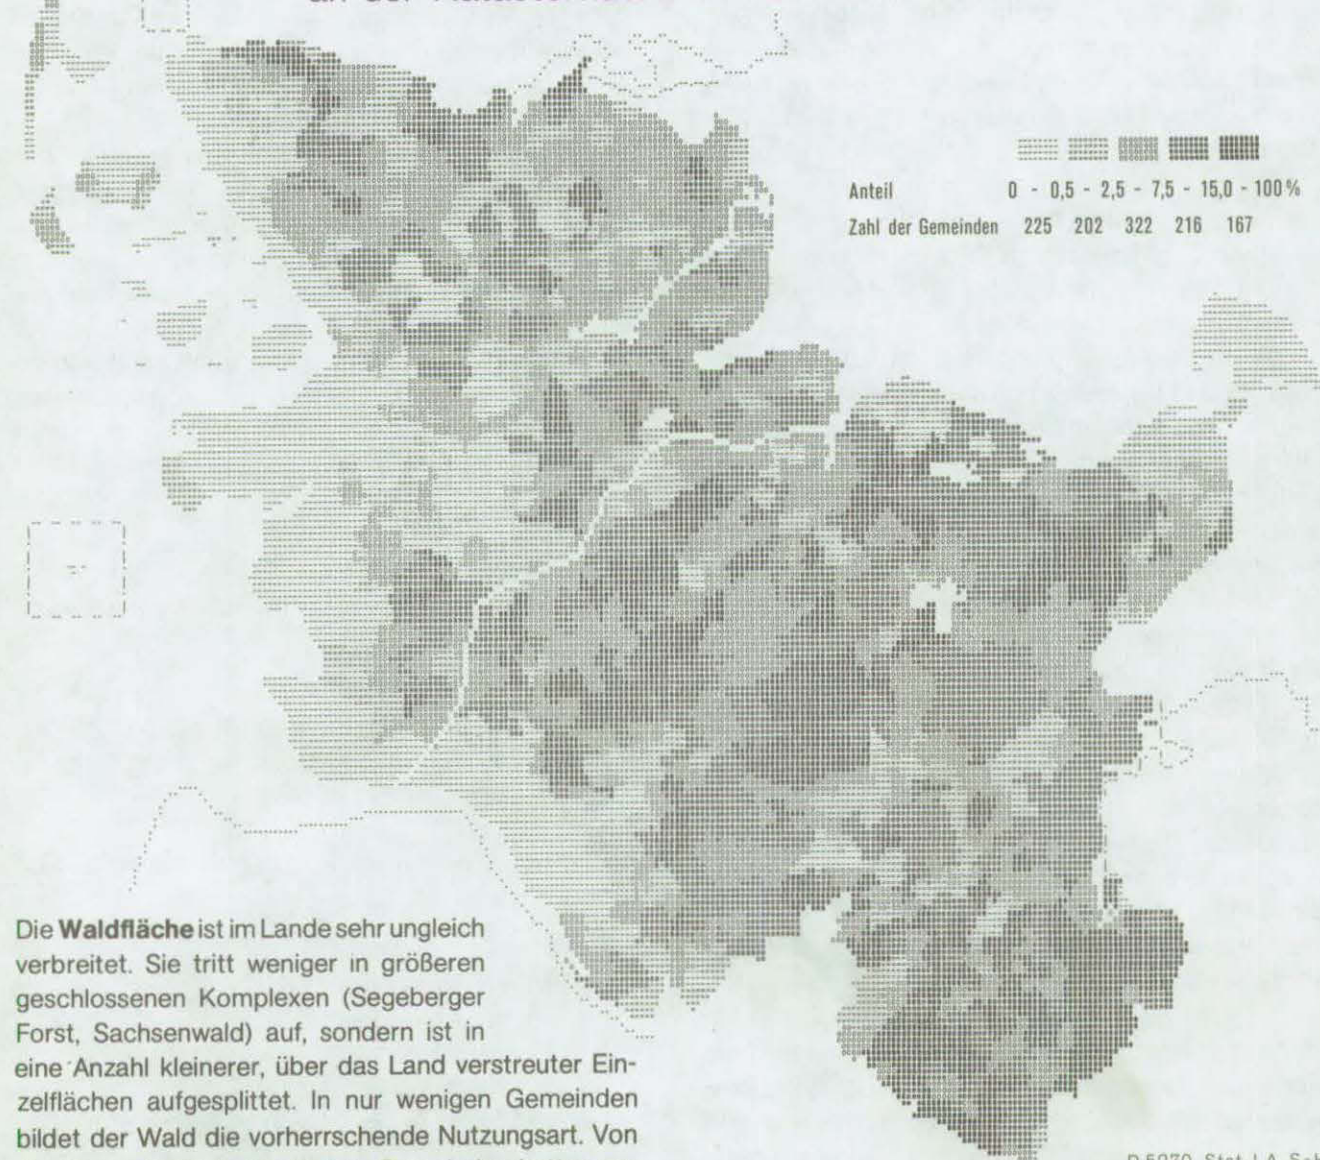 an der
Anteil 0 - 0,5 - 2,5 - 7,5 - 15,0 - 100 %
Zahl der Gemeinden 225 202 322 216 167
Die Waldfläche ist im Lande sehr ungleich
verbreitet. Sie tritt weniger in größeren
geschlossenen Komplexen (Segeberger
Forst, Sachsenwald) auf, sondern ist in
eine Anzahl kleinerer, über das Land verstreuter Ein-
zelflächen aufgesplittet. In nur wenigen Gemeinden
bildet der Wald die vorherrschende Nutzungsart. Von